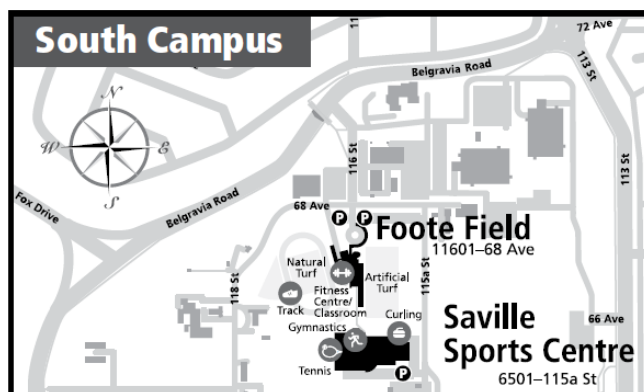 South Campus
72 Ave
11
113 St
Belgravia Road
N
W
E
S
116 St
113 St
Fox Drive
Belgravia Road
68 Ave
P
P
Foote Field
11601–68 Ave
Natural
Turf
Fitness
Centre/
Classroom
Artificial
Turf
115a St
118 St
Track
Gymnastics
Curling
Tennis
Saville
Sports Centre
6501–115a St
66 Ave
P